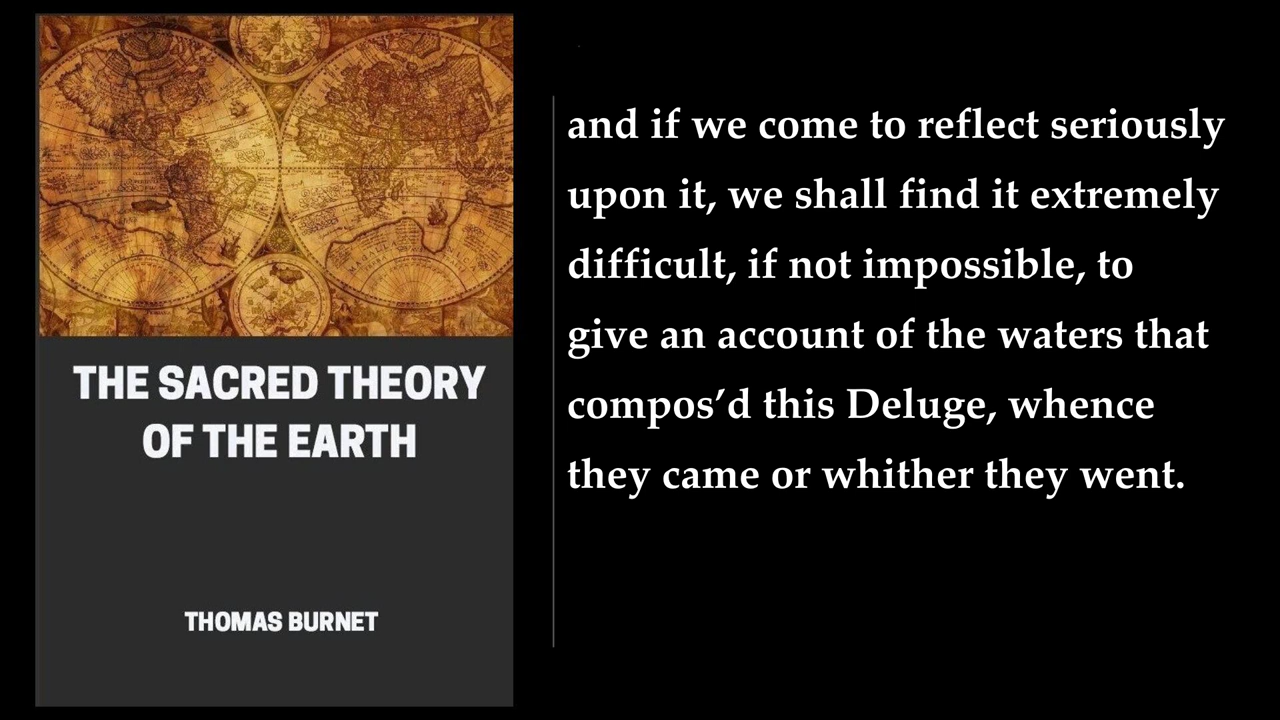 THE SACRED THEORY
OF THE EARTH
THOMAS BURNET
and if we come to reflect seriously
upon it, we shall find it extremely
difficult, if not impossible, to
give an account of the waters that
compos’d this Deluge, whence
they came or whither they went.